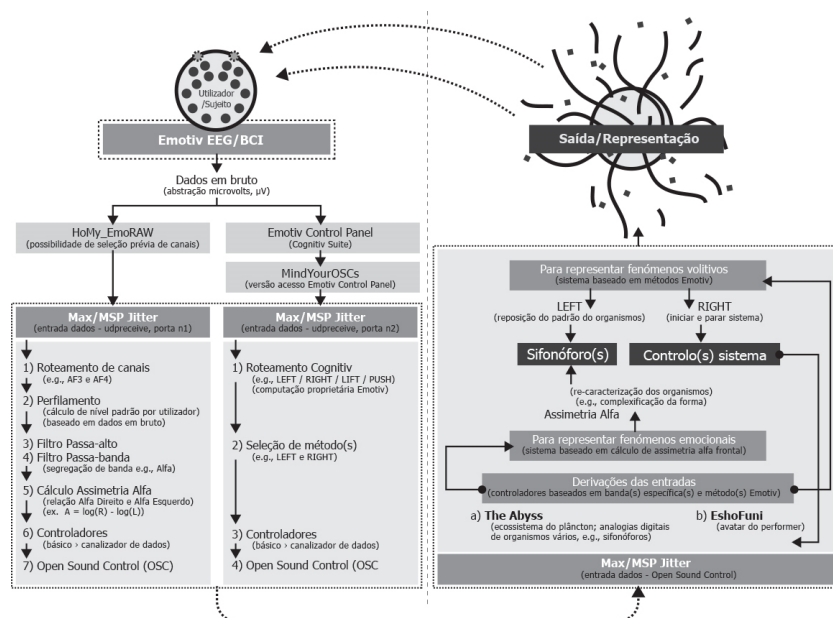 Utilizador
/Sujeito
Emotiv EEG/BCI
Dados em bruto
(abstração microvolts, µV)
HoMy_EmoRAW
(possibilidade de seleção prévia de canais)
Emotiv Control Panel
(Cognitiv Suite)
MindYourOSCs
(versão acesso Emotiv Control Panel)
Max/MSP Jitter
(entrada dados - udpreceive, porta n1)
1) Roteamento de canais
(e.g., AF3 e AF4)
2) Perfilamento
(cálculo de nível padrão por utilizador)
(baseado em dados em bruto)
3) Filtro Passa-alto
4) Filtro Passa-banda
(segregação de banda e.g., Alfa)
5) Cálculo Assimetria Alfa
(relação Alfa Direito e Alfa Esquerdo)
(ex. A = log(R) - log(L))
6) Controladores
(básico › canalizador de dados)
7) Open Sound Control (OSC)
Max/MSP Jitter
(entrada dados - udpreceive, porta n2)
1) Roteamento Cognitiv
(e.g., LEFT / RIGHT / LIFT / PUSH)
(computação proprietária Emotiv)
2) Seleção de método(s)
(e.g., LEFT e RIGHT)
3) Controladores
(básico › canalizador de dados)
4) Open Sound Control (OSC
Saída/Representação
Para representar fenómenos volitivos
(sistema baseado em métodos Emotiv)
LEFT
(reposição do padrão do organismos)
RIGHT
(iniciar e parar sistema)
Sifonóforo(s)
Controlo(s) sistema
(re-caracterização dos organismos)
(e.g., complexificação da forma)
Assimetria Alfa
Para representar fenómenos emocionais
(sistema baseado em cálculo de assimetria alfa frontal)
Derivações das entradas
(controladores baseados em banda(s) específica(s) e método(s) Emotiv)
a) The Abyss
(ecossistema do plâncton; analogias digitais
de organismos vários, e.g., sifonóforos)
b) EshoFuni
(avatar do performer)
Max/MSP Jitter
(entrada dados - Open Sound Control)